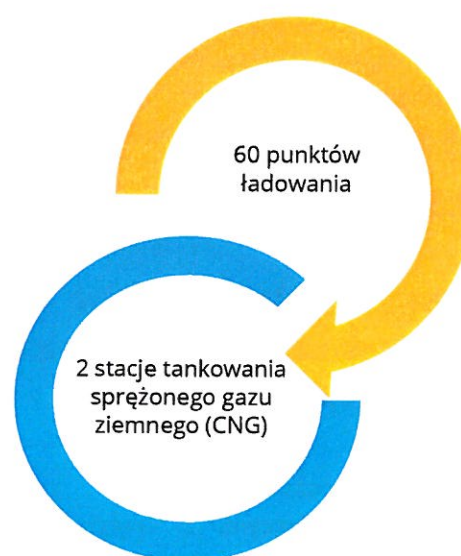 60 punktów
ładowania
2 stacje tankowania
sprężonego gazu
ziemnego (CNG)